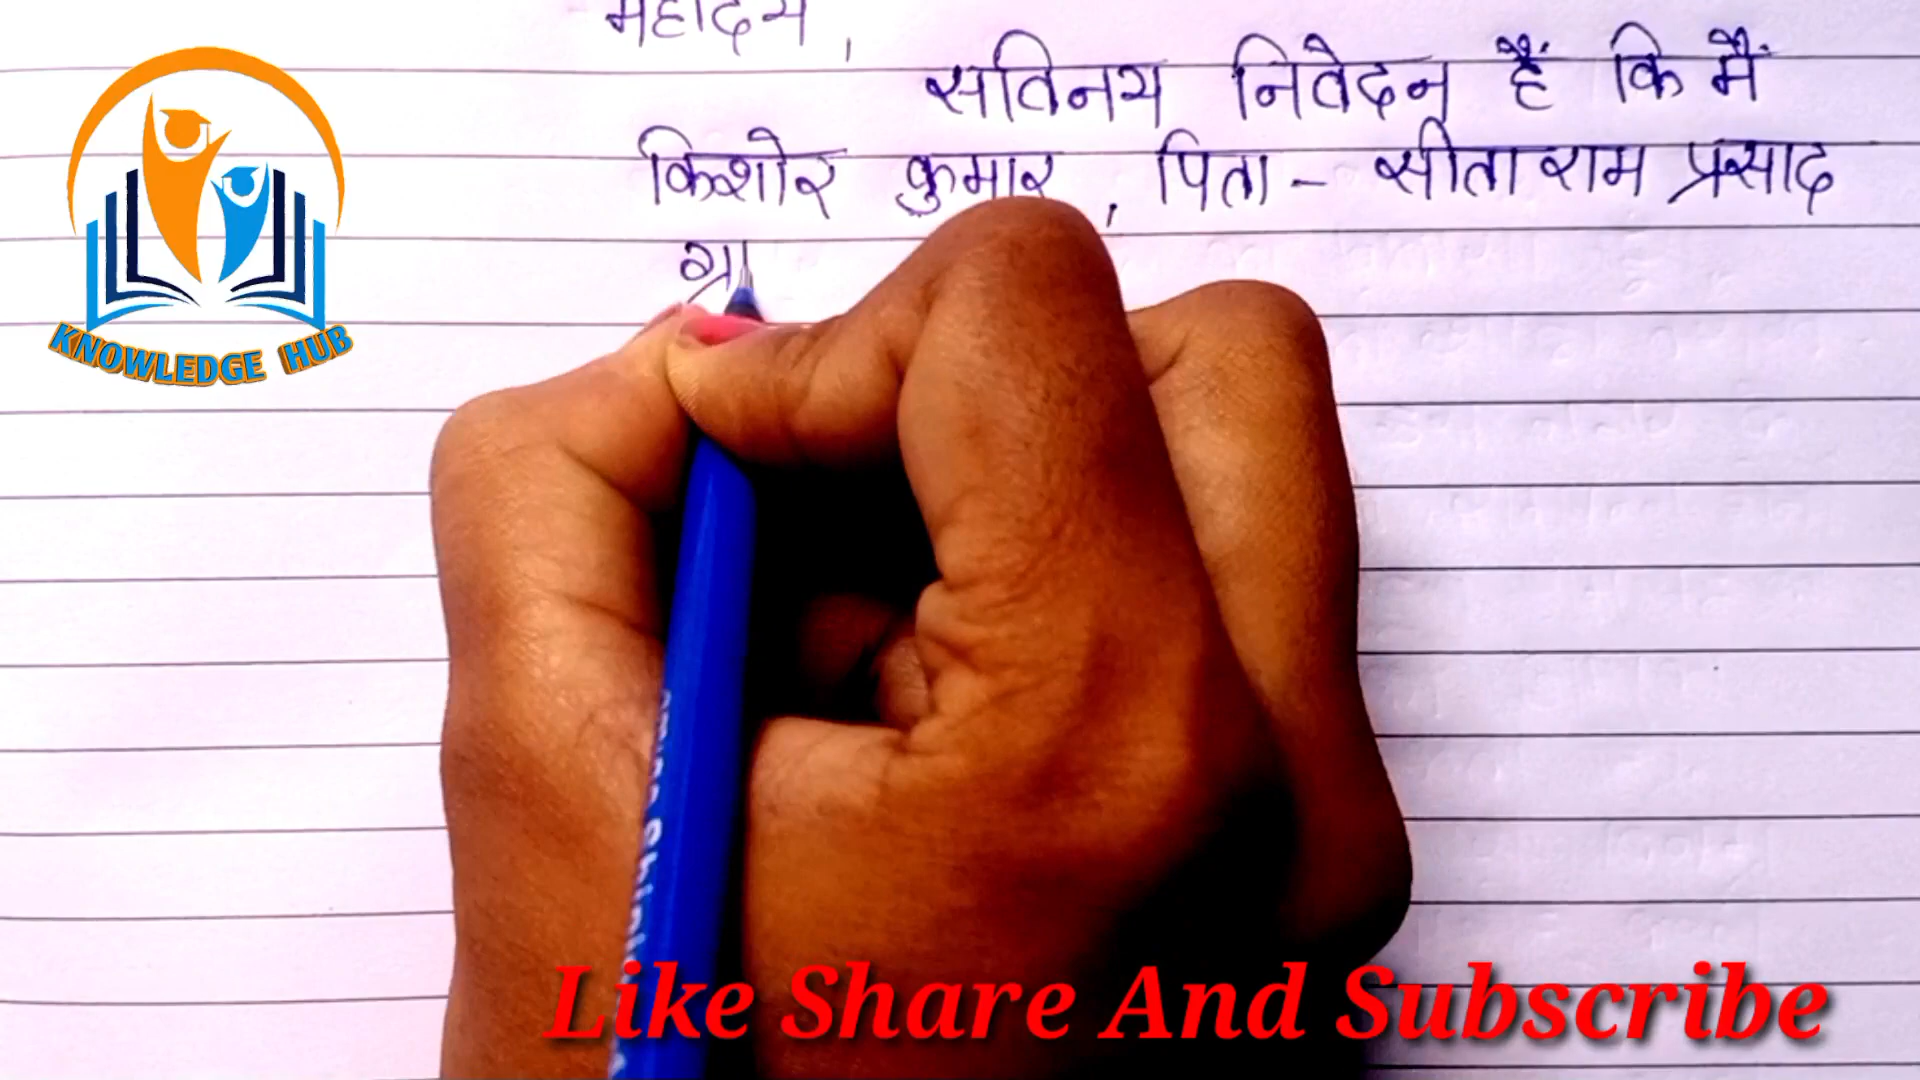 महोदय,
सविनय निवेदन हैं कि मैं
किशोर कुमार, पिता - सीताराम प्रसाद
ग्रा
KNOWLEDGE HUB
Like Share And Subscribe